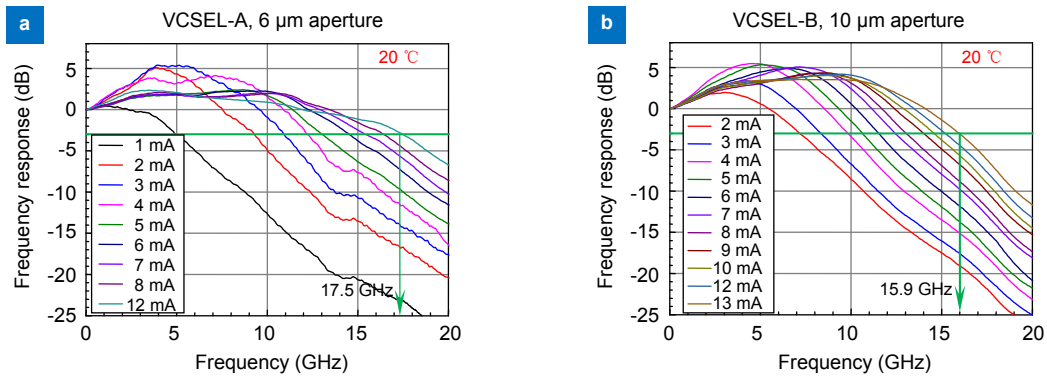 a
VCSEL-A, 6 µm aperture
20 ℃
Frequency response (dB)
5
0
-5
-10
-15
-20
-25
1 mA
2 mA
3 mA
4 mA
5 mA
6 mA
7 mA
8 mA
12 mA
17.5 GHz
0
5
10
15
20
Frequency (GHz)
b
VCSEL-B, 10 µm aperture
20 ℃
Frequency response (dB)
5
0
-5
-10
-15
-20
-25
2 mA
3 mA
4 mA
5 mA
6 mA
7 mA
8 mA
9 mA
10 mA
12 mA
13 mA
15.9 GHz
0
5
10
15
20
Frequency (GHz)